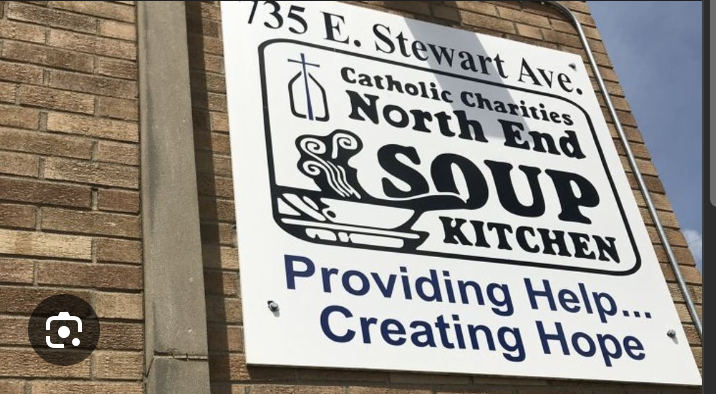 735 E. Stewart Ave.
Catholic Charities
North End
SOUP
KITCHEN
Providing Help...
Creating Hope